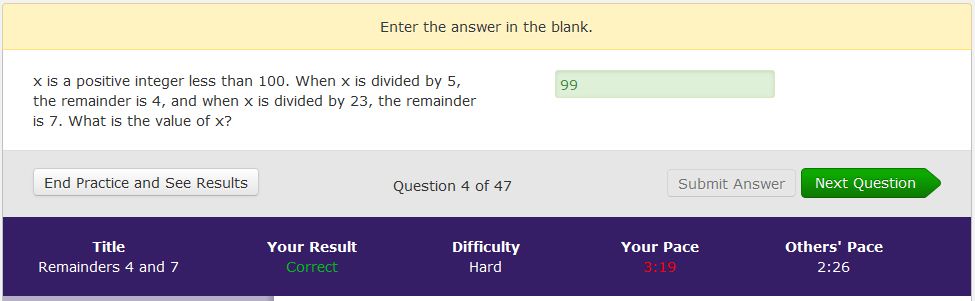 Enter the answer in the blank.
x is a positive integer less than 100. When x is divided by 5,
the remainder is 4, and when x is divided by 23, the remainder
is 7. What is the value of x?
99
End Practice and See Results
Question 4 of 47
Submit Answer
Next Question
Title Your Result Difficulty Your Pace Others' Pace
Remainders 4 and 7 Correct Hard 3:19 2:26